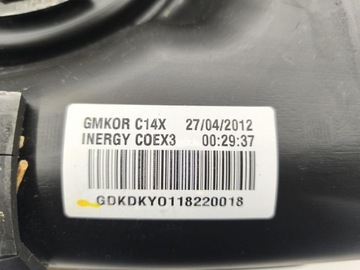 GMKOR C14X 27/04/2012
INERGY COEX3 00:29:37
GDKDKY0118220018